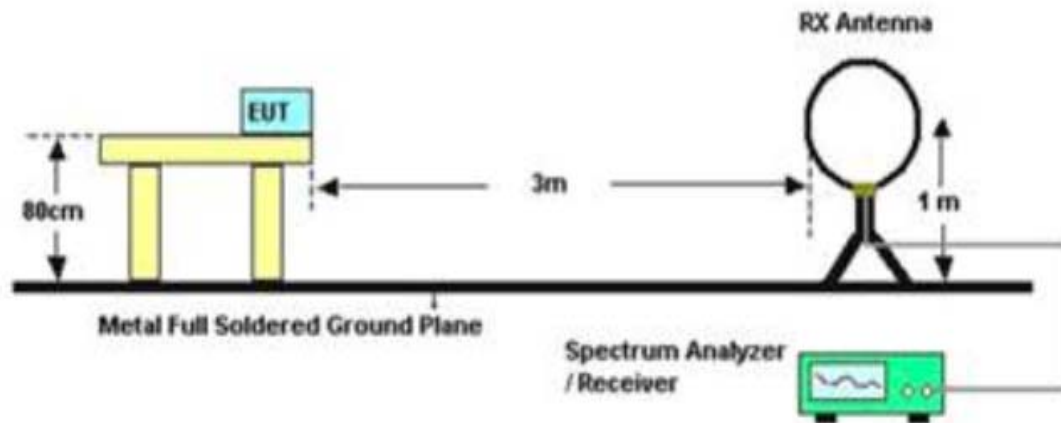 RX Antenna
EUT
80cm
3m
1 m
Metal Full Soldered Ground Plane
Spectrum Analyzer
/ Receiver